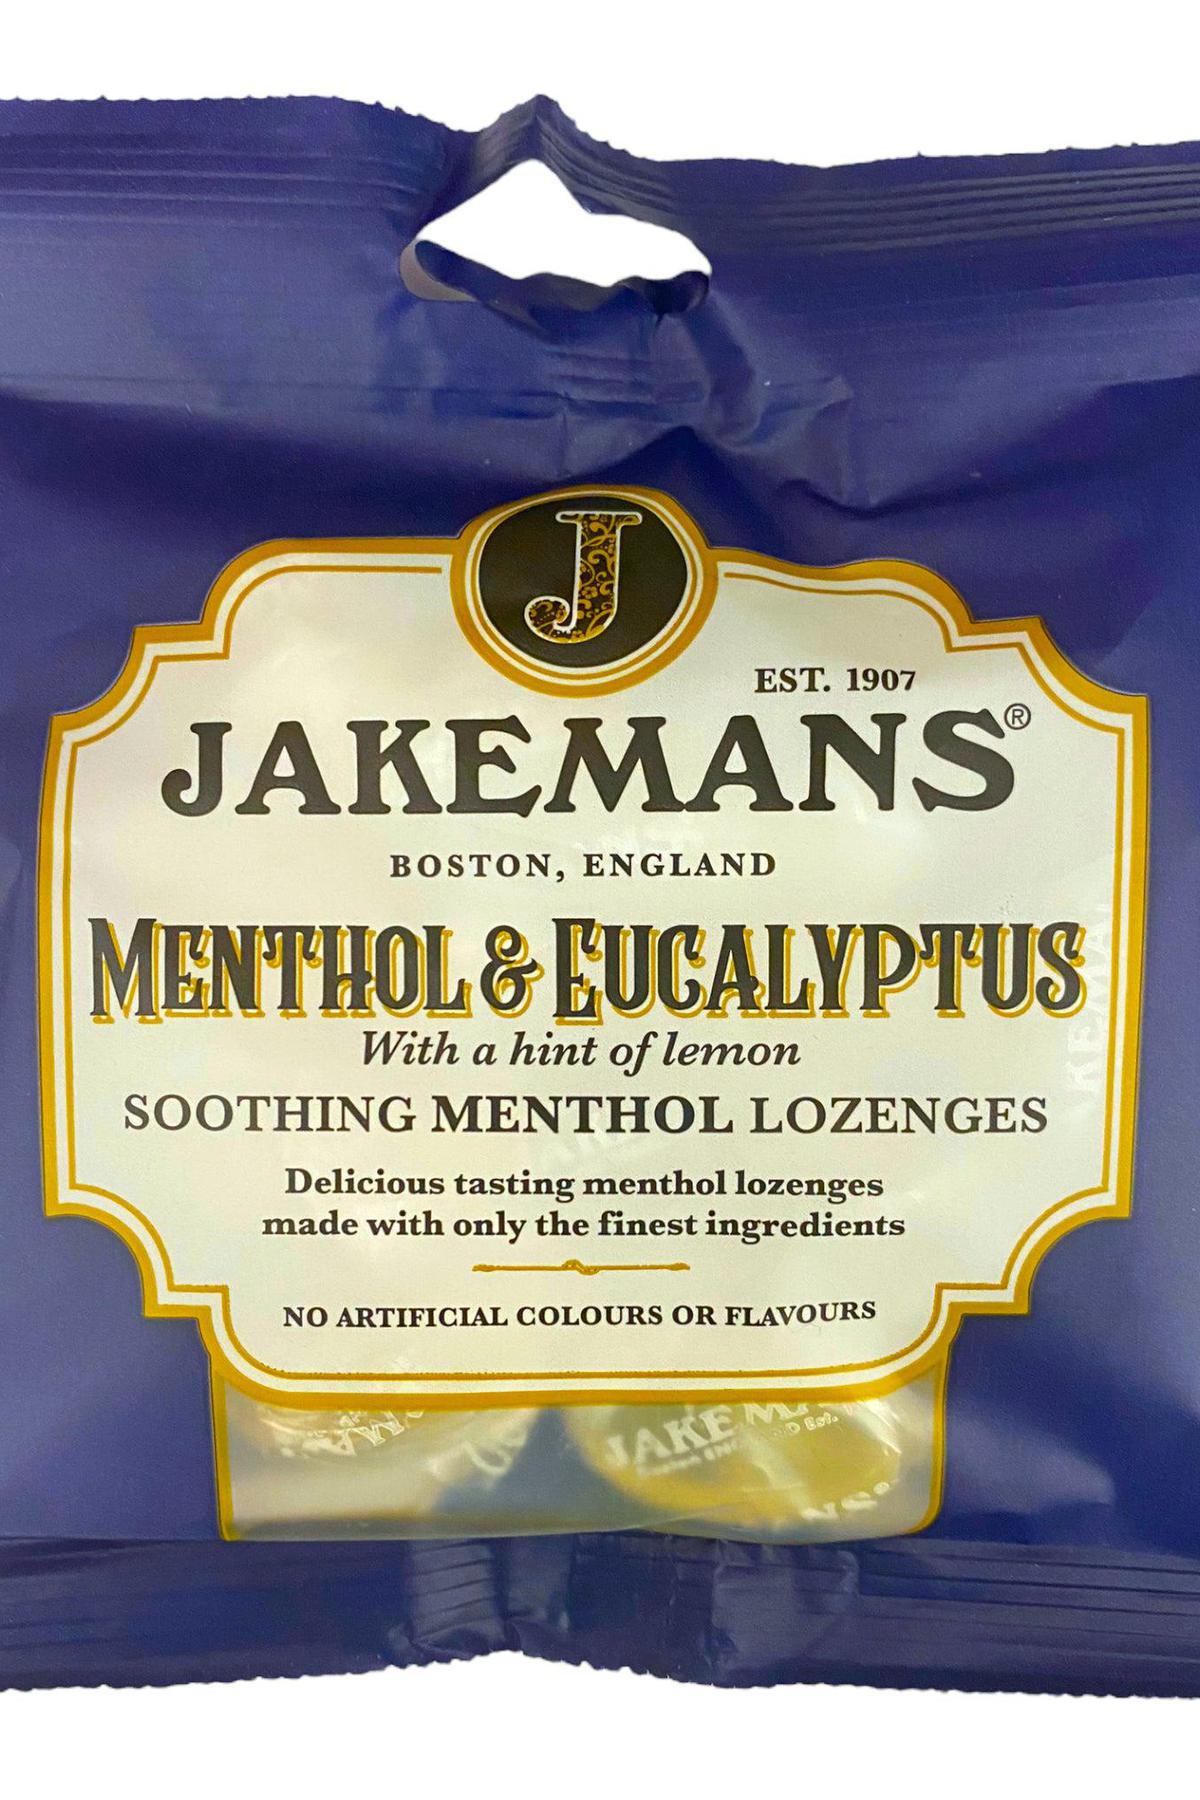 J
EST. 1907
JAKEMANS®
BOSTON, ENGLAND
MENTHOL & EUCALYPTUS
With a hint of lemon
SOOTHING MENTHOL LOZENGES
Delicious tasting menthol lozenges
made with only the finest ingredients
NO ARTIFICIAL COLOURS OR FLAVOURS
JAKEMA